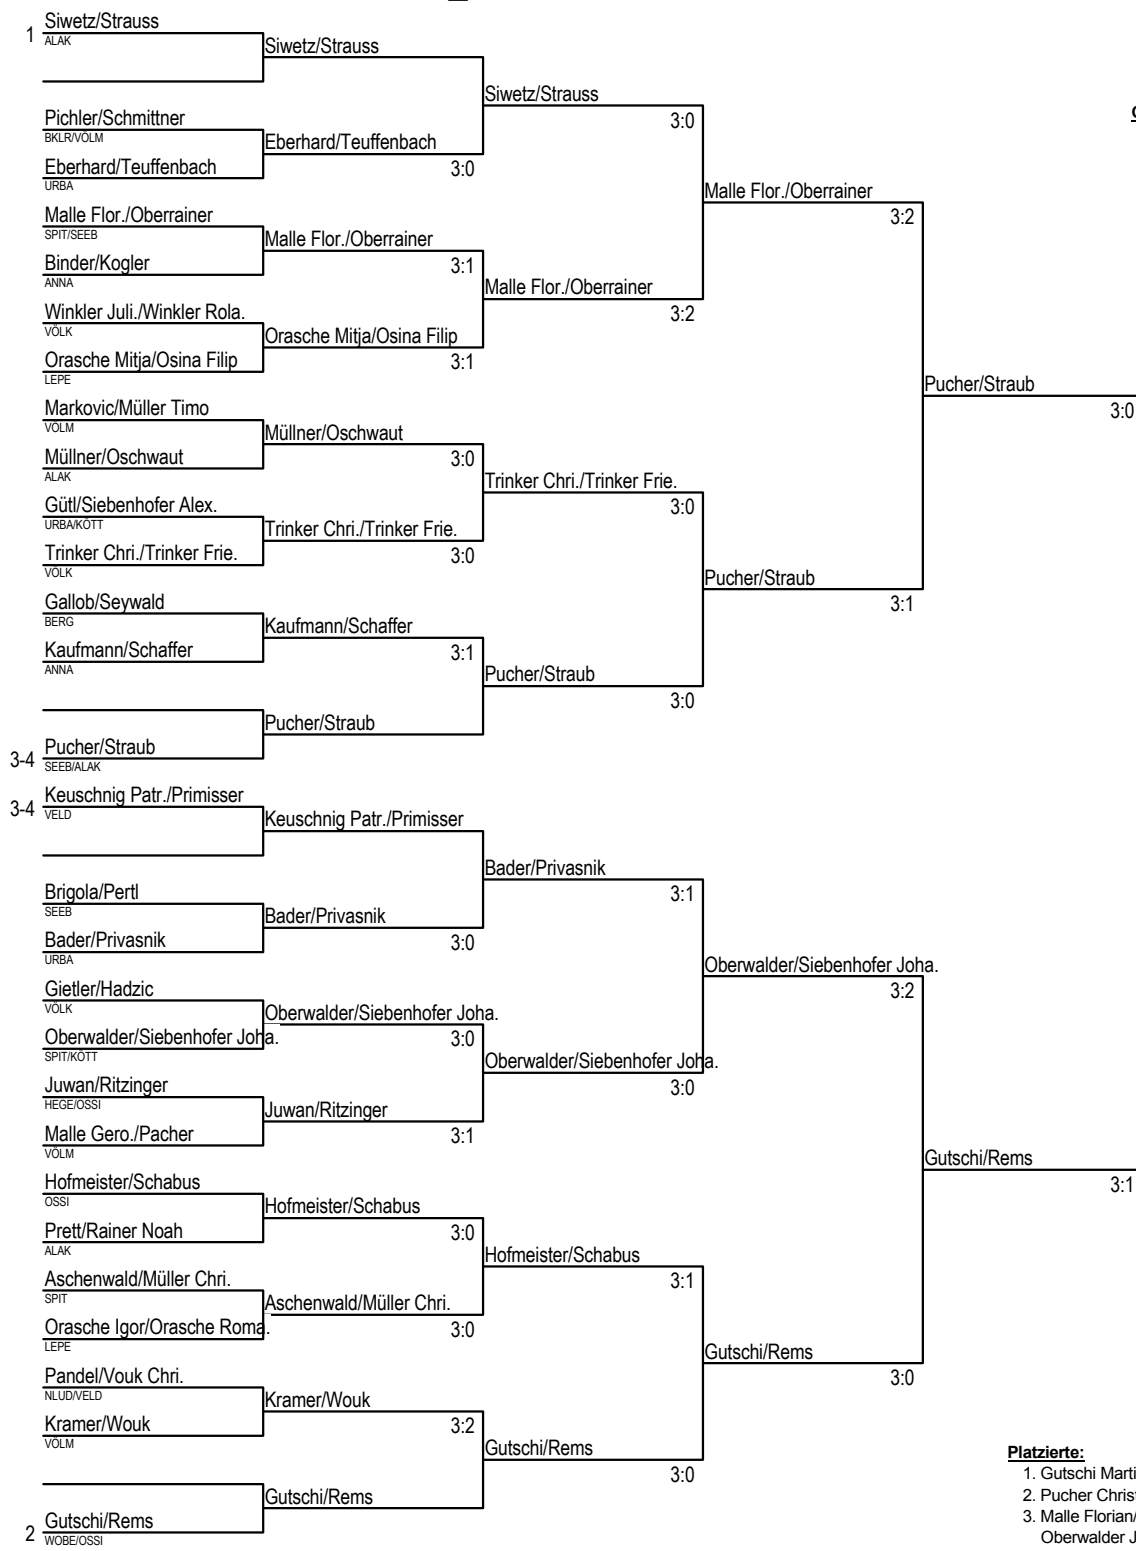 Siwetz/Strauss
1
ALAK
Siwetz/Strauss
Siwetz/Strauss
3:0
Pichler/Schmittner
BKLR/VÖLM
Eberhard/Teuffenbach
3:0
Eberhard/Teuffenbach
URBA
Malle Flor./Oberrainer
3:2
Malle Flor./Oberrainer
SPIT/SEEB
Malle Flor./Oberrainer
3:1
Binder/Kogler
ANNA
Malle Flor./Oberrainer
3:2
Winkler Juli./Winkler Rola.
VÖLK
Orasche Mitja/Osina Filip
3:1
Orasche Mitja/Osina Filip
LEPE
Pucher/Straub
3:0
Markovic/Müller Timo
VÖLM
Müllner/Oschwaut
3:0
Müllner/Oschwaut
ALAK
Trinker Chri./Trinker Frie.
3:0
Gütl/Siebenhofer Alex.
URBA/KÖTT
Trinker Chri./Trinker Frie.
3:0
Trinker Chri./Trinker Frie.
VÖLK
Pucher/Straub
3:1
Gallob/Seywald
BERG
Kaufmann/Schaffer
3:1
Kaufmann/Schaffer
ANNA
Pucher/Straub
3:0
Pucher/Straub
3-4 Pucher/Straub
SEEB/ALAK
3-4 Keuschnig Patr./Primisser
VELD
Keuschnig Patr./Primisser
Bader/Privasnik
3:1
Brigola/Pertl
SEEB
Bader/Privasnik
3:0
Bader/Privasnik
URBA
Oberwalder/Siebenhofer Joha.
3:2
Gietler/Hadzic
VÖLK
Oberwalder/Siebenhofer Joha.
3:0
Oberwalder/Siebenhofer Joha.
SPIT/KÖTT
Oberwalder/Siebenhofer Joha.
3:0
Juwan/Ritzinger
HEGE/OSSI
Juwan/Ritzinger
3:1
Malle Gero./Pacher
VÖLM
Gutschi/Rems
3:1
Hofmeister/Schabus
OSSI
Hofmeister/Schabus
3:0
Prett/Rainer Noah
ALAK
Hofmeister/Schabus
3:1
Aschenwald/Müller Chri.
SPIT
Aschenwald/Müller Chri.
3:0
Orasche Igor/Orasche Roma.
LEPE
Gutschi/Rems
3:0
Pandel/Vouk Chri.
NLUD/VELD
Kramer/Wouk
3:2
Kramer/Wouk
VÖLM
Gutschi/Rems
3:0
Gutschi/Rems
2 Gutschi/Rems
WOBE/OSSI
Platzierte:
1. Gutschi Marti
2. Pucher Christ
3. Malle Florian/
Oberwalder J